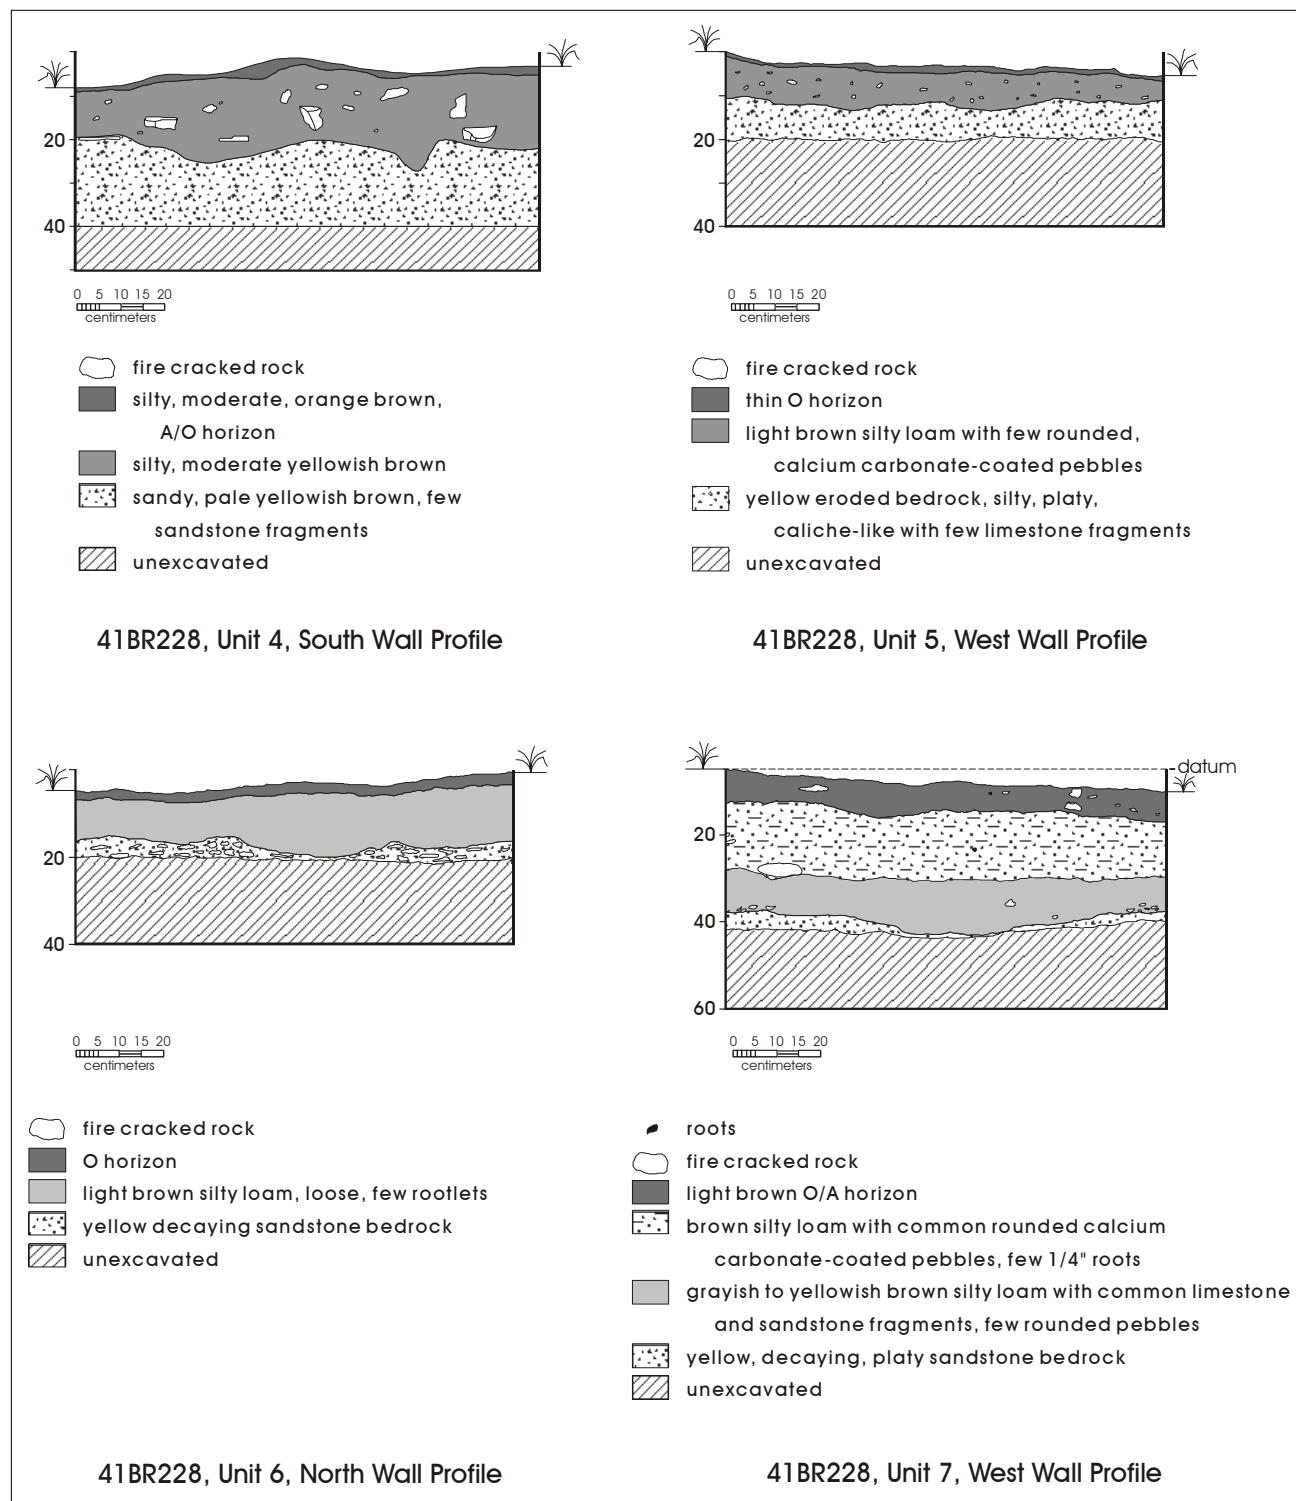 20
40
0 5 10 15 20
centimeters
fire cracked rock
silty, moderate, orange brown,
A/O horizon
silty, moderate yellowish brown
sandy, pale yellowish brown, few
sandstone fragments
unexcavated
41BR228, Unit 4, South Wall Profile
20
40
0 5 10 15 20
centimeters
fire cracked rock
thin O horizon
light brown silty loam with few rounded,
calcium carbonate-coated pebbles
yellow eroded bedrock, silty, platy,
caliche-like with few limestone fragments
unexcavated
41BR228, Unit 5, West Wall Profile
20
40
0 5 10 15 20
centimeters
fire cracked rock
O horizon
light brown silty loam, loose, few rootlets
yellow decaying sandstone bedrock
unexcavated
41BR228, Unit 6, North Wall Profile
datum
20
40
60
0 5 10 15 20
centimeters
roots
fire cracked rock
light brown O/A horizon
brown silty loam with common rounded calcium
carbonate-coated pebbles, few 1/4" roots
grayish to yellowish brown silty loam with common limestone
and sandstone fragments, few rounded pebbles
yellow, decaying, platy sandstone bedrock
unexcavated
41BR228, Unit 7, West Wall Profile